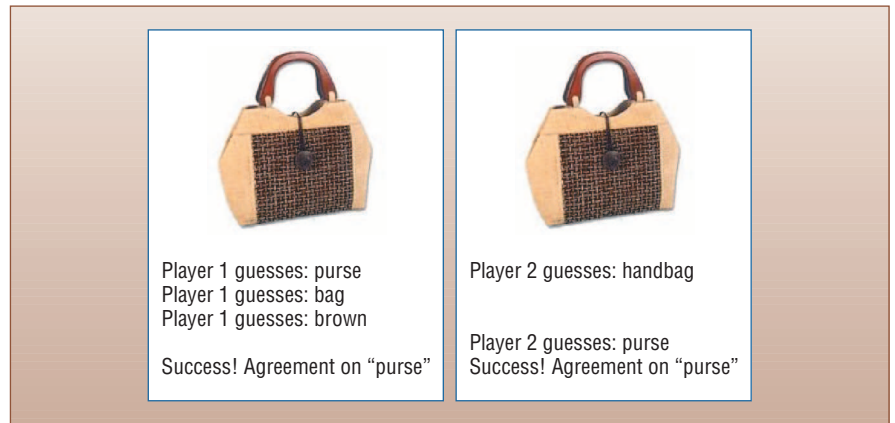 Player 1 guesses: purse
Player 1 guesses: bag
Player 1 guesses: brown
Success! Agreement on “purse”
Player 2 guesses: handbag
Player 2 guesses: purse
Success! Agreement on “purse”